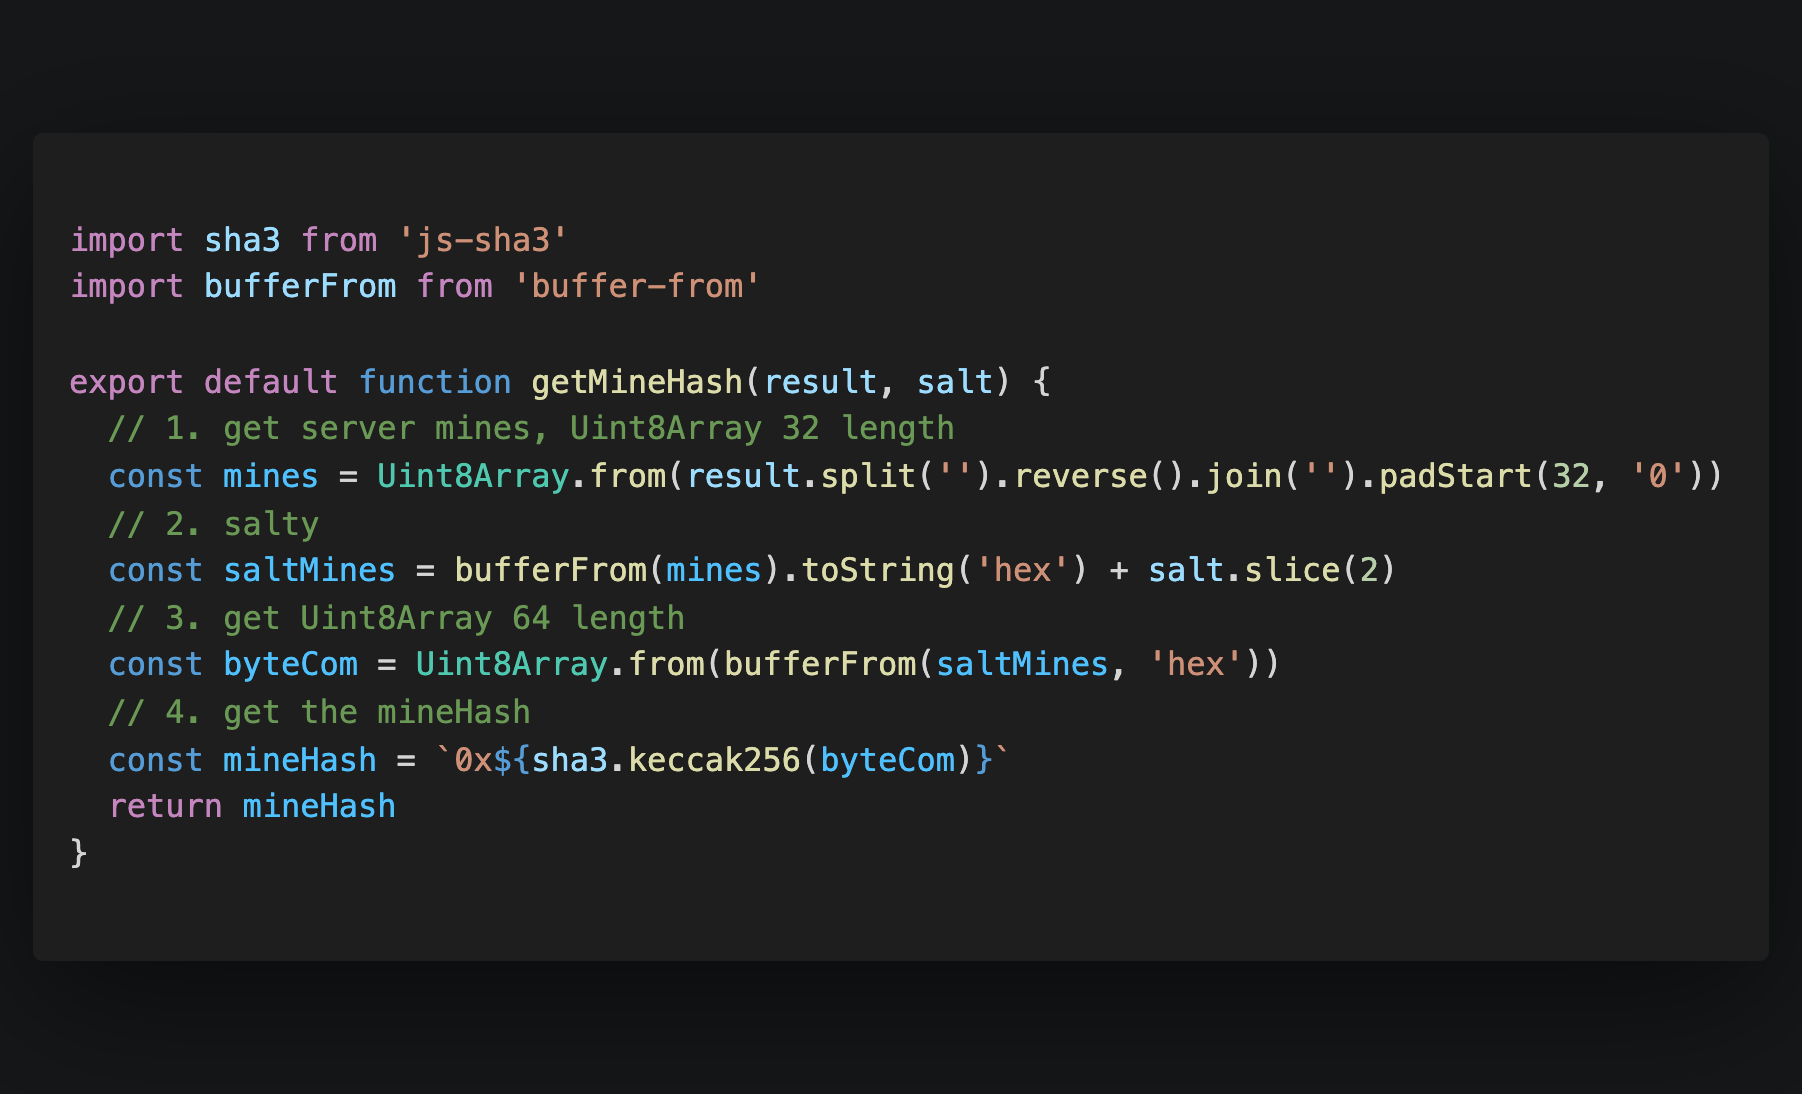 import sha3 from 'js-sha3'
import bufferFrom from 'buffer-from'
export default function getMineHash(result, salt) {
// 1. get server mines, Uint8Array 32 length
const mines = Uint8Array.from(result.split('').reverse().join('').padStart(32, '0'))
// 2. salty
const saltMines = bufferFrom(mines).toString('hex') + salt.slice(2)
// 3. get Uint8Array 64 length
const byteCom = Uint8Array.from(bufferFrom(saltMines, 'hex'))
// 4. get the mineHash
const mineHash = `0x${sha3.keccak256(byteCom)}`
return mineHash
}